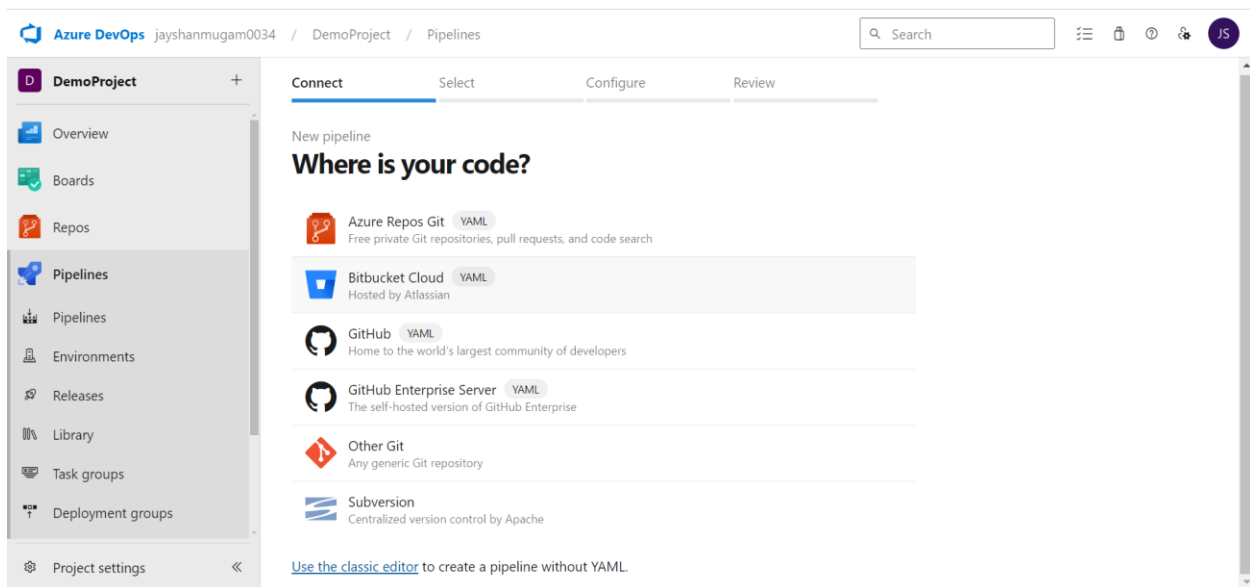 Azure DevOps jayshanmugam0034 / DemoProject / Pipelines
Search
JS
D DemoProject +
Overview
Boards
Repos
Pipelines
Pipelines
Environments
Releases
Library
Task groups
Deployment groups
Project settings
Connect Select Configure Review
New pipeline
Where is your code?
Azure Repos Git YAML
Free private Git repositories, pull requests, and code search
Bitbucket Cloud YAML
Hosted by Atlassian
GitHub YAML
Home to the world's largest community of developers
GitHub Enterprise Server YAML
The self-hosted version of GitHub Enterprise
Other Git
Any generic Git repository
Subversion
Centralized version control by Apache
Use the classic editor to create a pipeline without YAML.